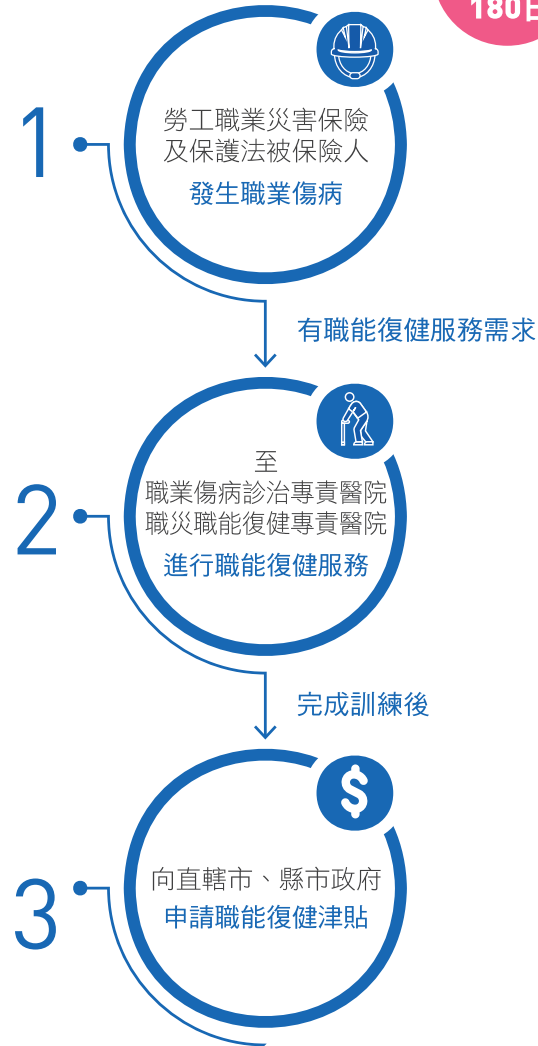 180日
1
勞工職業災害保險
及保護法被保險人
發生職業傷病
有職能復健服務需求
2
至
職業傷病診治專責醫院
職災職能復健專責醫院
進行職能復健服務
完成訓練後
3
$
向直轄市、縣市政府
申請職能復健津貼